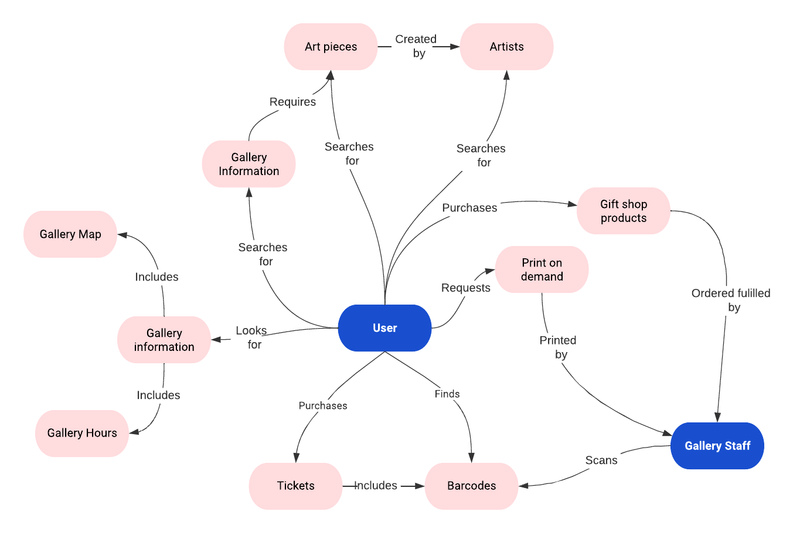 Art pieces
Created
by
Artists
Requires
Searches
for
Searches
for
Gallery
Information
Purchases
Gift shop
products
Gallery Map
Searches
for
Print on
demand
Includes
Requests
Ordered fulilled
by
Gallery
information
Looks
for
User
Printed
by
Includes
Purchases
Finds
Gallery Hours
Gallery Staff
Scans
Tickets
Includes
Barcodes